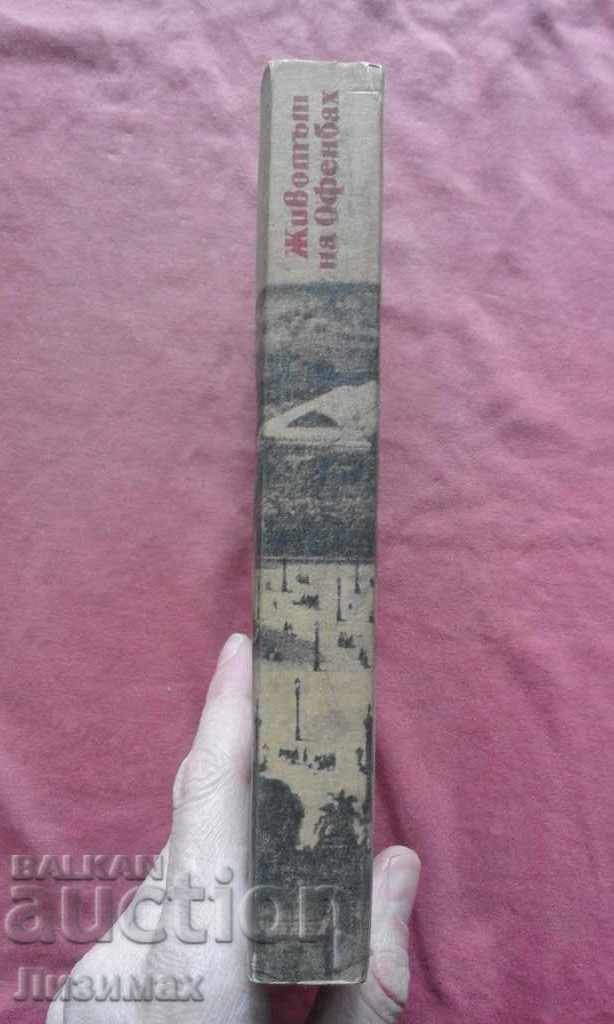 Животът
на Офенбах
BALKAN
auction
Лизимах